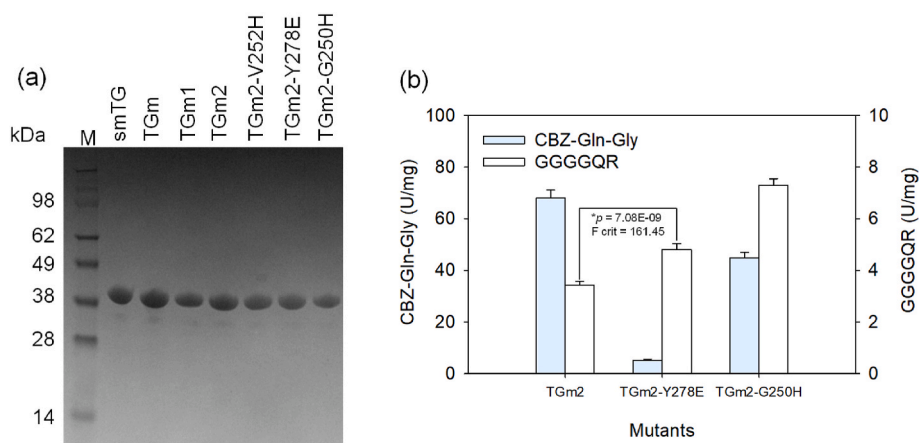 (a)
smTG
TGm
TGm1
TGm2
TGm2-V252H
TGm2-Y278E
TGm2-G250H
kDa
M
98
62
49
38
28
14
(b)
100
80
60
40
20
0
CBZ-Gln-Gly (U/mg)
CBZ-Gln-Gly
GGGGQR
*p = 7.08E-09
F crit = 161.45
10
8
6
4
2
0
GGGGQR (U/mg)
TGm2
TGm2-Y278E
TGm2-G250H
Mutants